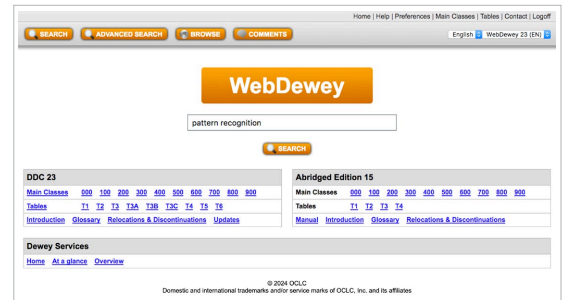 Home | Help | Preferences | Main Classes | Tables | Contact | Logoff
SEARCH ADVANCED SEARCH BROWSE COMMENTS English WebDewey 23 (EN)
WebDewey
pattern recognition
SEARCH
DDC 23
Main Classes 000 100 200 300 400 500 600 700 800 900
Tables T1 T2 T3 T3A T3B T3C T4 T5 T6
Introduction Glossary Relocations & Discontinuations Updates
Abridged Edition 15
Main Classes 000 100 200 300 400 500 600 700 800 900
Tables T1 T2 T3 T4
Manual Introduction Glossary Relocations & Discontinuations
Dewey Services
Home At a glance Overview
© 2024 OCLC
Domestic and international trademarks and/or service marks of OCLC, Inc. and its affiliates